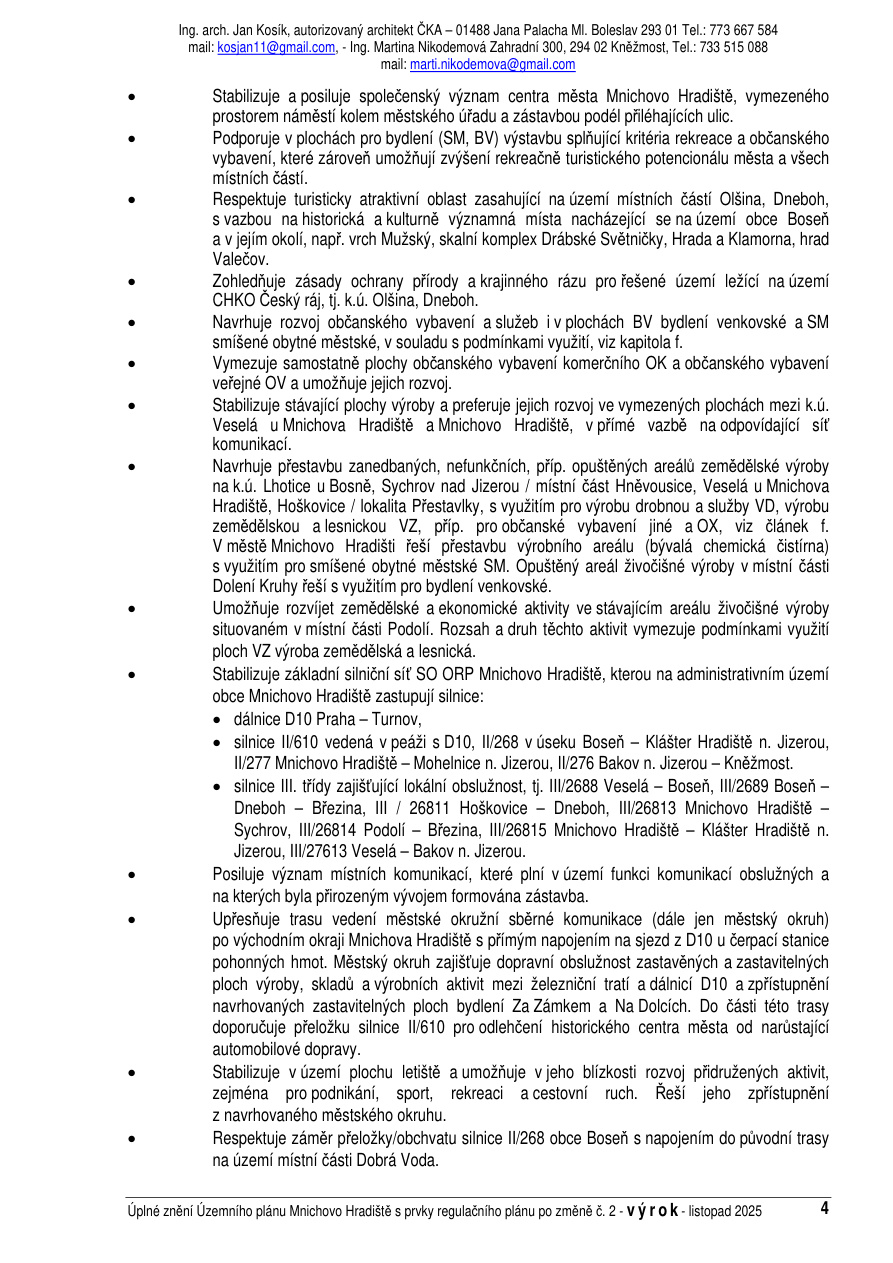 Ing. arch. Jan Kosík, autorizovaný architekt ČKA – 01488 Jana Palacha Ml. Boleslav 293 01 Tel.: 773 667 584
mail: kosjan11@gmail.com, - Ing. Martina Nikodemová Zahradní 300, 294 02 Kněžmost, Tel.: 733 515 088
mail: marti.nikodemova@gmail.com
• Stabilizuje a posiluje společenský význam centra města Mnichovo Hradiště, vymezeného
prostorem náměstí kolem městského úřadu a zástavbou podél přiléhajících ulic.
• Podporuje v plochách pro bydlení (SM, BV) výstavbu splňující kritéria rekreace a občanského
vybavení, které zároveň umožňují zvýšení rekreačně turistického potencionálu města a všech
místních částí.
• Respektuje turisticky atraktivní oblast zasahující na území místních částí Olšina, Dneboh,
s vazbou na historická a kulturně významná místa nacházející se na území obce Boseň
a v jejím okolí, např. vrch Mužský, skalní komplex Drábské Světničky, Hrada a Klamorna, hrad
Valečov.
• Zohledňuje zásady ochrany přírody a krajinného rázu pro řešené území ležící na území
CHKO Český ráj, tj. k.ú. Olšina, Dneboh.
• Navrhuje rozvoj občanského vybavení a služeb i v plochách BV bydlení venkovské a SM
smíšené obytné městské, v souladu s podmínkami využití, viz kapitola f.
• Vymezuje samostatně plochy občanského vybavení komerčního OK a občanského vybavení
veřejné OV a umožňuje jejich rozvoj.
• Stabilizuje stávající plochy výroby a preferuje jejich rozvoj ve vymezených plochách mezi k.ú.
Veselá u Mnichova Hradiště a Mnichovo Hradiště, v přímé vazbě na odpovídající síť
komunikací.
• Navrhuje přestavbu zanedbaných, nefunkčních, příp. opuštěných areálů zemědělské výroby
na k.ú. Lhotice u Bosně, Sychrov nad Jizerou / místní část Hněvousice, Veselá u Mnichova
Hradiště, Hoškovice / lokalita Přestavlky, s využitím pro výrobu drobnou a služby VD, výrobu
zemědělskou a lesnickou VZ, příp. pro občanské vybavení jiné a OX, viz článek f.
V městě Mnichovo Hradišti řeší přestavbu výrobního areálu (bývalá chemická čistírna)
s využitím pro smíšené obytné městské SM. Opuštěný areál živočišné výroby v místní části
Dolení Kruhy řeší s využitím pro bydlení venkovské.
• Umožňuje rozvíjet zemědělské a ekonomické aktivity ve stávajícím areálu živočišné výroby
situovaném v místní části Podolí. Rozsah a druh těchto aktivit vymezuje podmínkami využití
ploch VZ výroba zemědělská a lesnická.
• Stabilizuje základní silniční síť SO ORP Mnichovo Hradiště, kterou na administrativním území
obce Mnichovo Hradiště zastupují silnice:
• dálnice D10 Praha – Turnov,
• silnice II/610 vedená v peáži s D10, II/268 v úseku Boseň – Klášter Hradiště n. Jizerou,
II/277 Mnichovo Hradiště – Mohelnice n. Jizerou, II/276 Bakov n. Jizerou – Kněžmost.
• silnice III. třídy zajišťující lokální obslužnost, tj. III/2688 Veselá – Boseň, III/2689 Boseň –
Dneboh – Březina, III / 26811 Hoškovice – Dneboh, III/26813 Mnichovo Hradiště –
Sychrov, III/26814 Podolí – Březina, III/26815 Mnichovo Hradiště – Klášter Hradiště n.
Jizerou, III/27613 Veselá – Bakov n. Jizerou.
• Posiluje význam místních komunikací, které plní v území funkci komunikací obslužných a
na kterých byla přirozeným vývojem formována zástavba.
• Upřesňuje trasu vedení městské okružní sběrné komunikace (dále jen městský okruh)
po východním okraji Mnichova Hradiště s přímým napojením na sjezd z D10 u čerpací stanice
pohonných hmot. Městský okruh zajišťuje dopravní obslužnost zastavěných a zastavitelných
ploch výroby, skladů a výrobních aktivit mezi železniční tratí a dálnicí D10 a zpřístupnění
navrhovaných zastavitelných ploch bydlení Za Zámkem a Na Dolcích. Do části této trasy
doporučuje přeložku silnice II/610 pro odlehčení historického centra města od narůstající
automobilové dopravy.
• Stabilizuje v území plochu letiště a umožňuje v jeho blízkosti rozvoj přidružených aktivit,
zejména pro podnikání, sport, rekreaci a cestovní ruch. Řeší jeho zpřístupnění
z navrhovaného městského okruhu.
• Respektuje záměr přeložky/obchvatu silnice II/268 obce Boseň s napojením do původní trasy
na území místní části Dobrá Voda.
Úplné znění Územního plánu Mnichovo Hradiště s prvky regulačního plánu po změně č. 2 - v ý r o k - listopad 2025 4